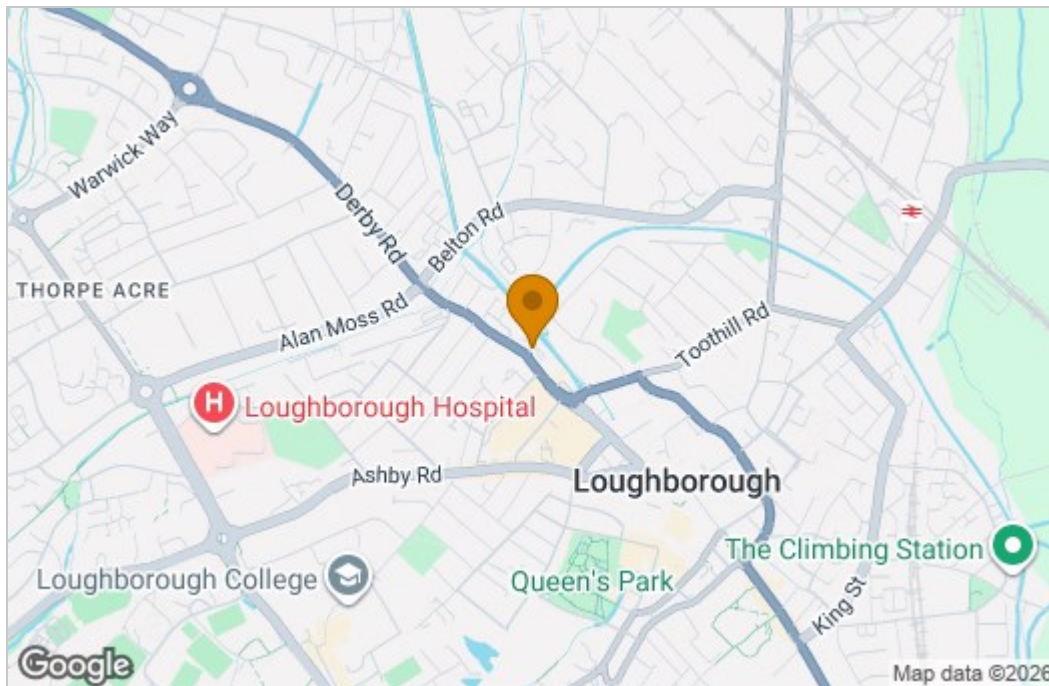 Warwick Way
Derby Rd
Belton Rd
THORPE ACRE
Alan Moss Rd
Toothill Rd
H
Loughborough Hospital
Ashby Rd
Loughborough
The Climbing Station
Loughborough College
Queen's Park
King St
Google
Map data ©2026